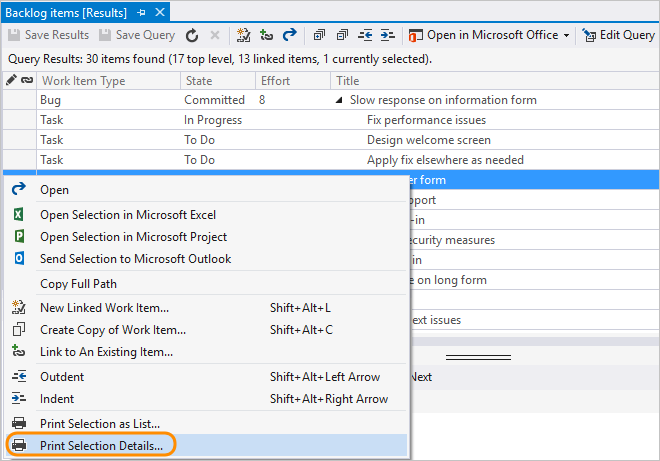 Backlog items [Results]
Save Results Save Query Open in Microsoft Office Edit Query
Query Results: 30 items found (17 top level, 13 linked items, 1 currently selected).
Work Item Type State Effort Title
Bug Committed 8 Slow response on information form
Task In Progress Fix performance issues
Task To Do Design welcome screen
Task To Do Apply fix elsewhere as needed
form
Open
Open Selection in Microsoft Excel
-in
Open Selection in Microsoft Project
ecurity measures
Send Selection to Microsoft Outlook
in
Copy Full Path
e on long form
New Linked Work Item... Shift+Alt+L
Create Copy of Work Item... Shift+Alt+C
ext issues
Link to An Existing Item...
Outdent Shift+Alt+Left Arrow
Next
Indent Shift+Alt+Right Arrow
Print Selection as List...
Print Selection Details...